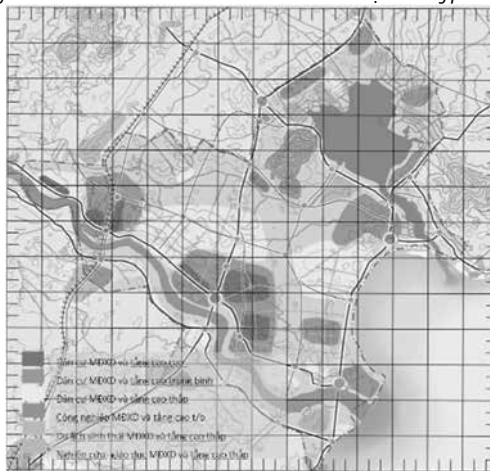 Dân cư MĐXD và tầng cao cao
Dân cư MĐXD và tầng cao trung bình
Dân cư MĐXD và tầng cao thấp
Công nghiệp MĐXD và tầng cao t/b
Du lịch sinh thái MĐXD và tầng cao thấp
Nghiên cứu, giáo dục MĐXD và tầng cao thấp